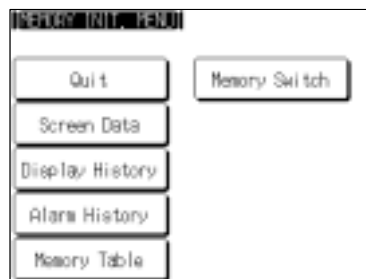 [MEMORY INIT. MENU]
Quit
Memory Switch
Screen Data
Display History
Alarm History
Memory Table